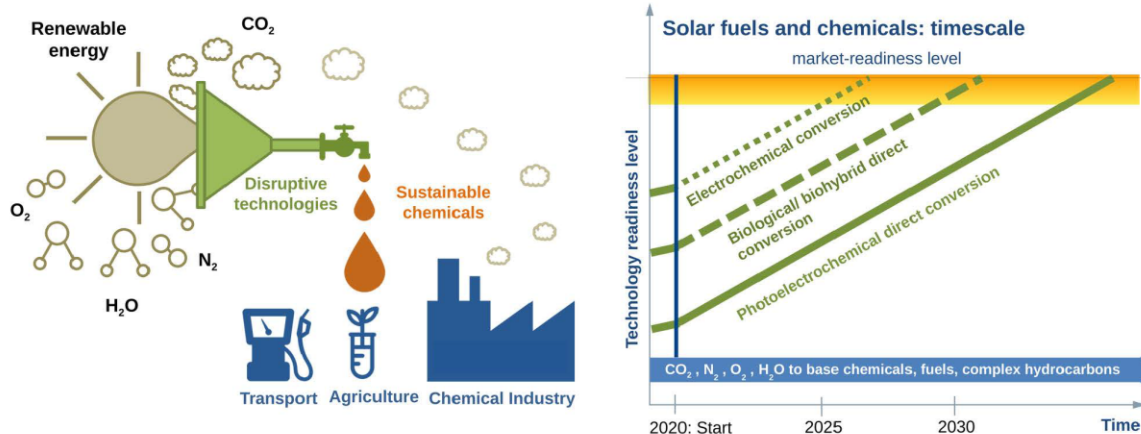 Renewable
energy
CO₂
O₂
H₂O
N₂
Disruptive
technologies
Sustainable
chemicals
Transport
Agriculture
Chemical Industry
Solar fuels and chemicals: timescale
market-readiness level
Technology readiness level
Electrochemical conversion
Biological/ biohybrid direct
conversion
Photoelectrochemical direct conversion
CO₂ , N₂ , O₂ , H₂O to base chemicals, fuels, complex hydrocarbons
2020: Start
2025
2030
Time